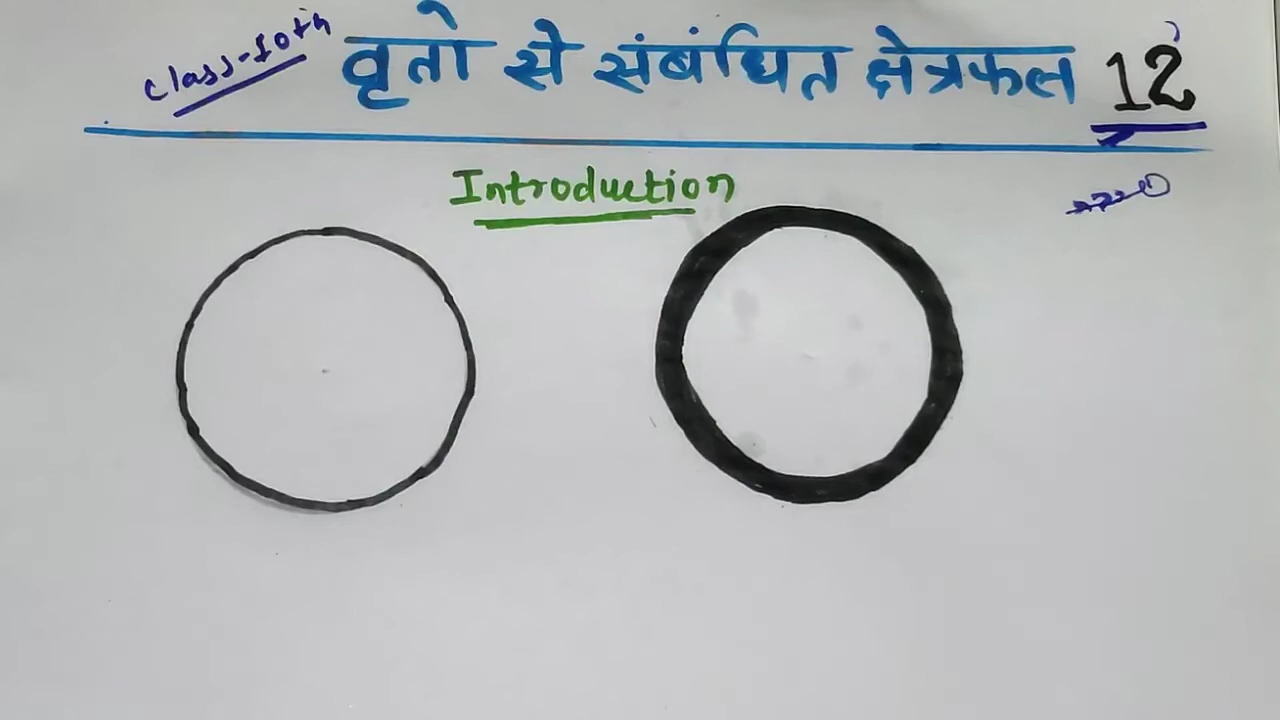 class-10th
वृतो से संबंधित क्षेत्रफल 12
Introduction